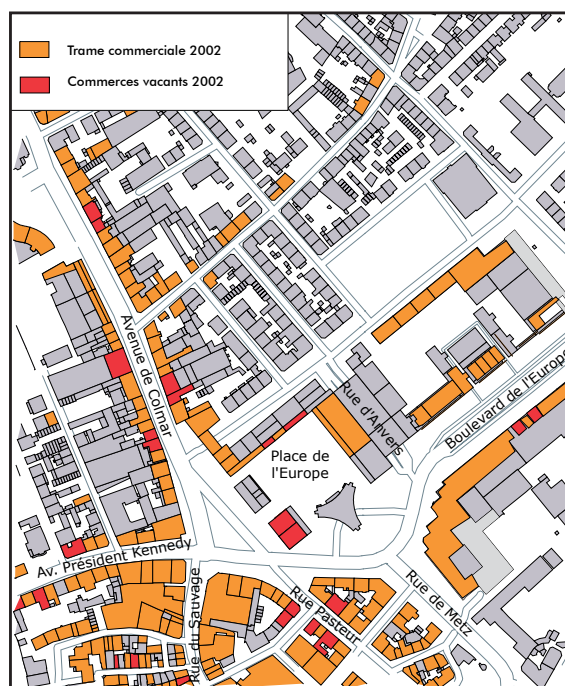 Trame commerciale 2002
Commerces vacants 2002
Avenue de Colmar
Rue d'Anvers
Boulevard de l'Europe
Place de
l'Europe
Av. Président Kennedy
Rue du Sauvage
Rue Pasteur
Rue de Metz